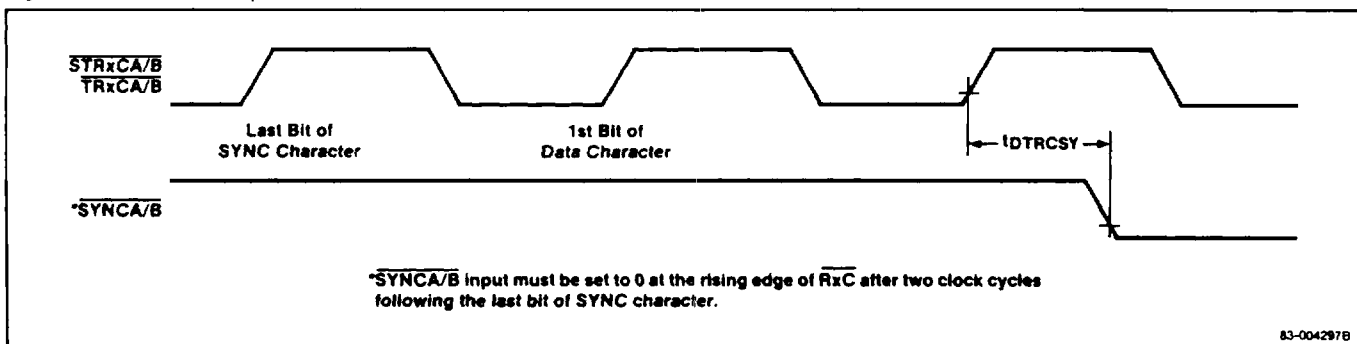 STRxCA/B
TRxCA/B
Last Bit of
SYNC Character
1st Bit of
Data Character
tDTRCSY
*SYNCA/B
*SYNCA/B input must be set to 0 at the rising edge of RxC after two clock cycles
following the last bit of SYNC character.
83-004297B